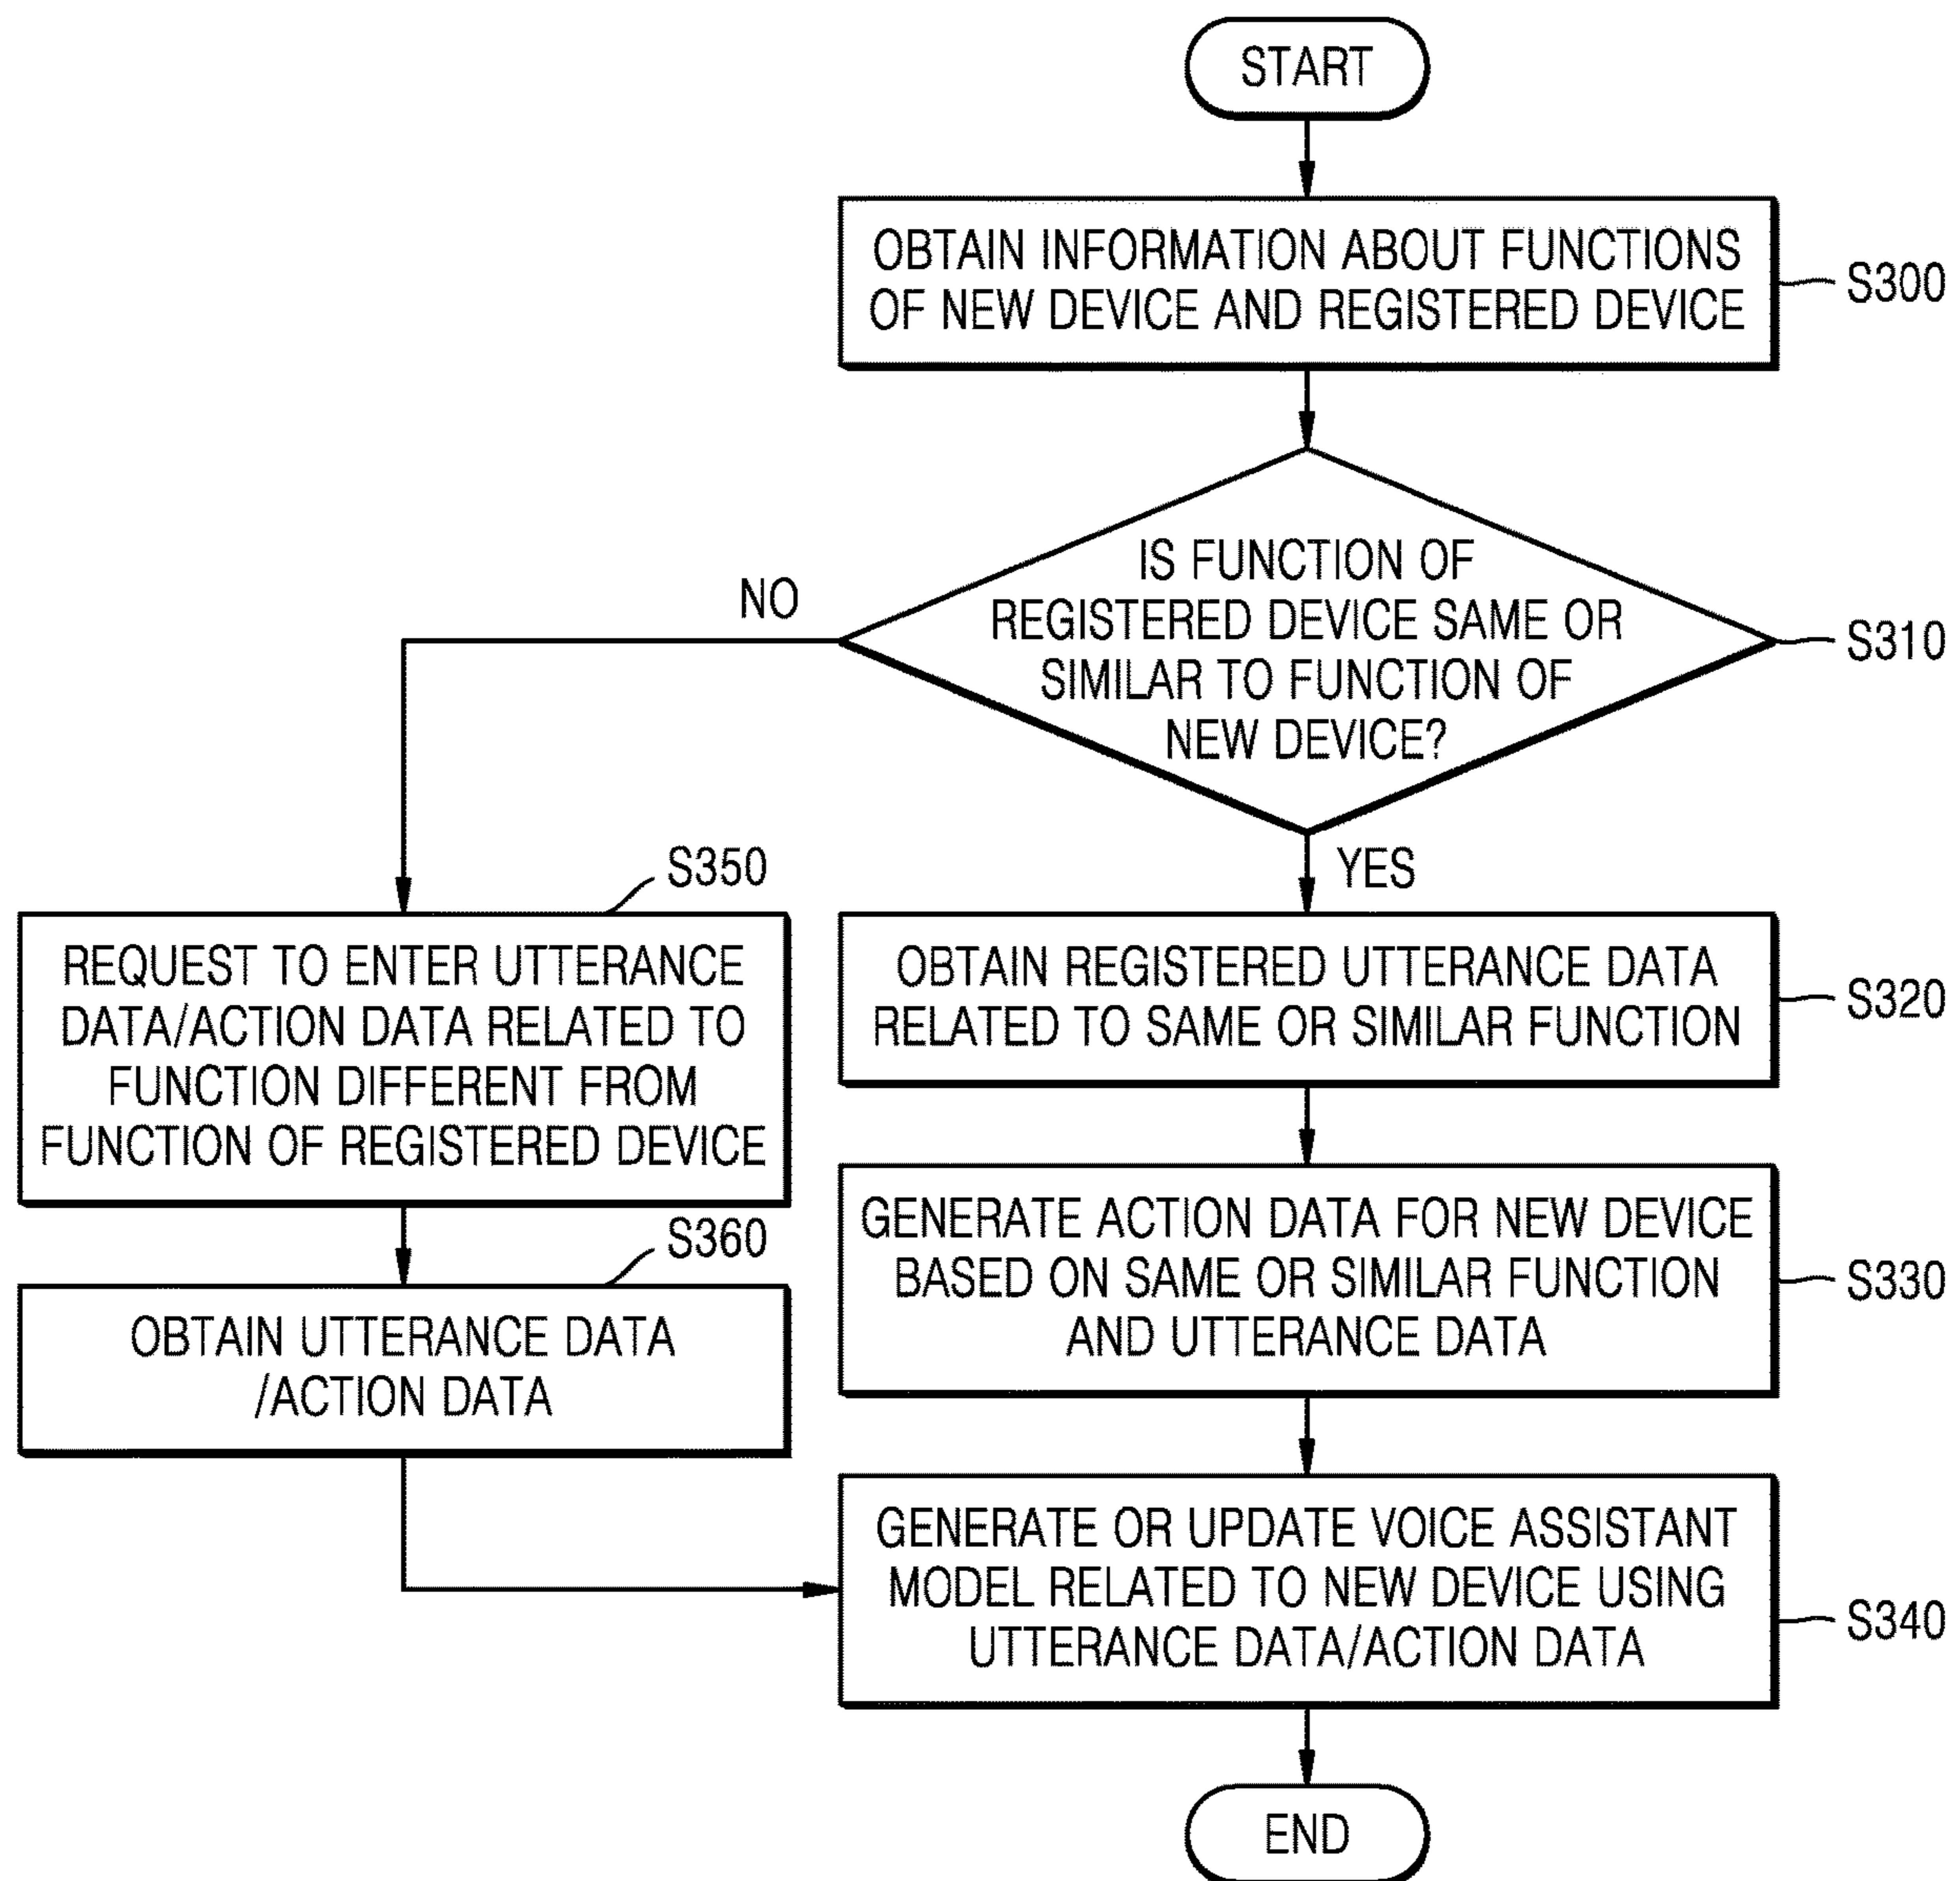 START
OBTAIN INFORMATION ABOUT FUNCTIONS
OF NEW DEVICE AND REGISTERED DEVICE
S300
IS FUNCTION OF
REGISTERED DEVICE SAME OR
SIMILAR TO FUNCTION OF
NEW DEVICE?
S310
NO
YES
S350
REQUEST TO ENTER UTTERANCE
DATA/ACTION DATA RELATED TO
FUNCTION DIFFERENT FROM
FUNCTION OF REGISTERED DEVICE
OBTAIN REGISTERED UTTERANCE DATA
RELATED TO SAME OR SIMILAR FUNCTION
S320
S360
OBTAIN UTTERANCE DATA
/ACTION DATA
GENERATE ACTION DATA FOR NEW DEVICE
BASED ON SAME OR SIMILAR FUNCTION
AND UTTERANCE DATA
S330
GENERATE OR UPDATE VOICE ASSISTANT
MODEL RELATED TO NEW DEVICE USING
UTTERANCE DATA/ACTION DATA
S340
END